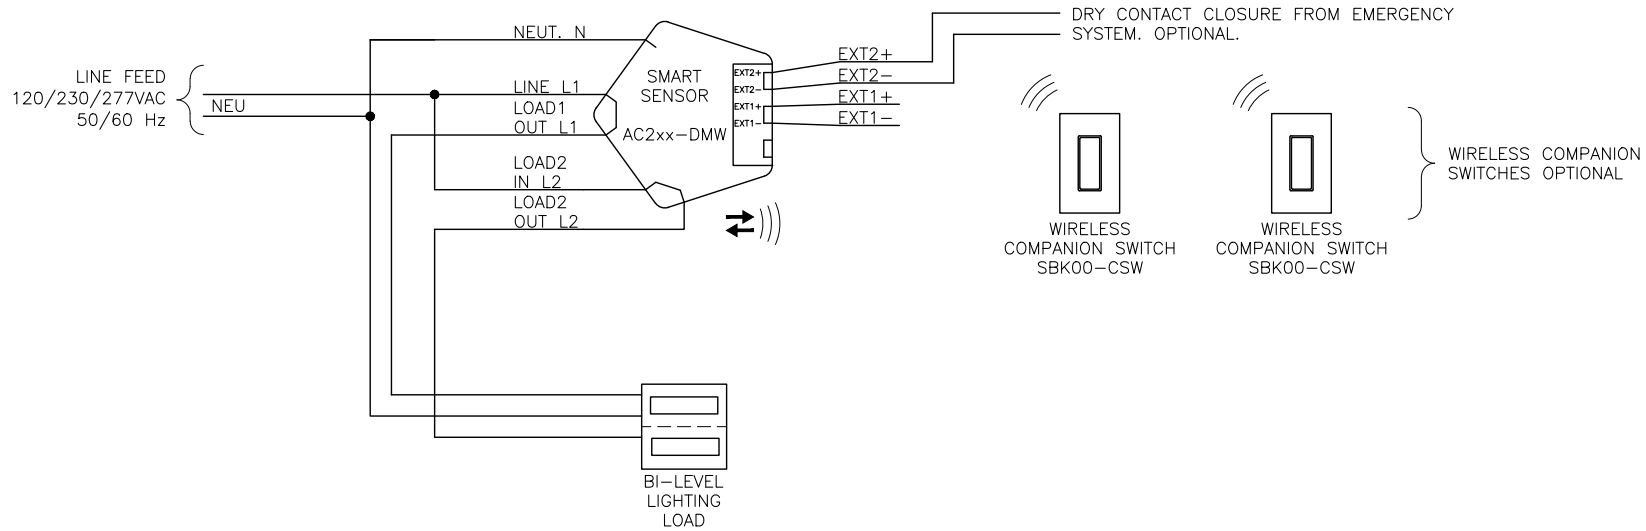 LINE FEED
120/230/277VAC
50/60 Hz
NEU
NEUT. N
LINE L1
LOAD1
OUT L1
LOAD2
IN L2
LOAD2
OUT L2
SMART
SENSOR
AC2xx-DMW
EXT2+
EXT2-
EXT1+
EXT1-
EXT2+
EXT2-
EXT1+
EXT1-
DRY CONTACT CLOSURE FROM EMERGENCY
SYSTEM. OPTIONAL.
WIRELESS
COMPANION SWITCH
SBK00-CSW
WIRELESS
COMPANION SWITCH
SBK00-CSW
WIRELESS COMPANION
SWITCHES OPTIONAL
BI-LEVEL
LIGHTING
LOAD